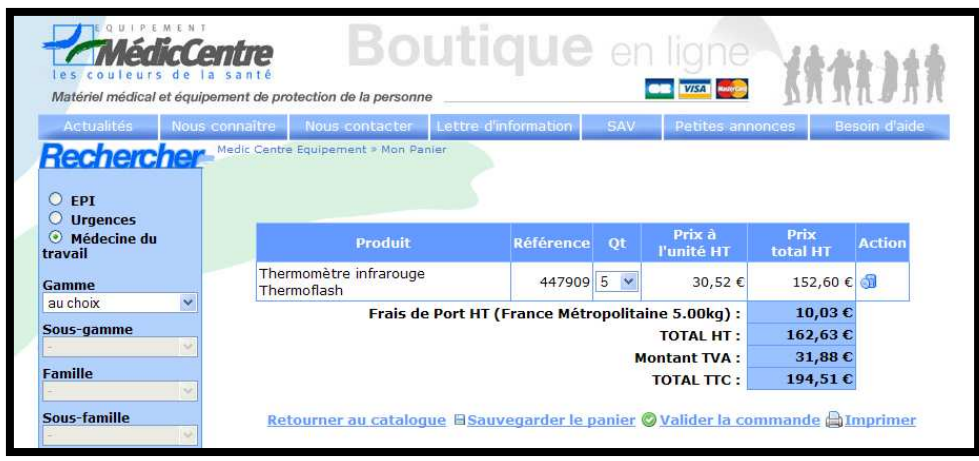 EQUIPEMENT
MédicCentre
les couleurs de la santé
Matériel médical et équipement de protection de la personne
Boutique en ligne
CB VISA MasterCard
Actualités Nous connaître Nous contacter Lettre d'information SAV Petites annonces Besoin d'aide
Rechercher
Medic Centre Equipement » Mon Panier
EPI
Urgences
Médecine du
travail
Gamme
au choix
Sous-gamme
-
Famille
-
Sous-famille
-
Produit Référence Qt Prix à l'unité HT Prix total HT Action
Thermomètre infrarouge
Thermoflash 447909 5 30,52 € 152,60 €
Frais de Port HT (France Métropolitaine 5.00kg) : 10,03 €
TOTAL HT : 162,63 €
Montant TVA : 31,88 €
TOTAL TTC : 194,51 €
Retourner au catalogue Sauvegarder le panier Valider la commande Imprimer